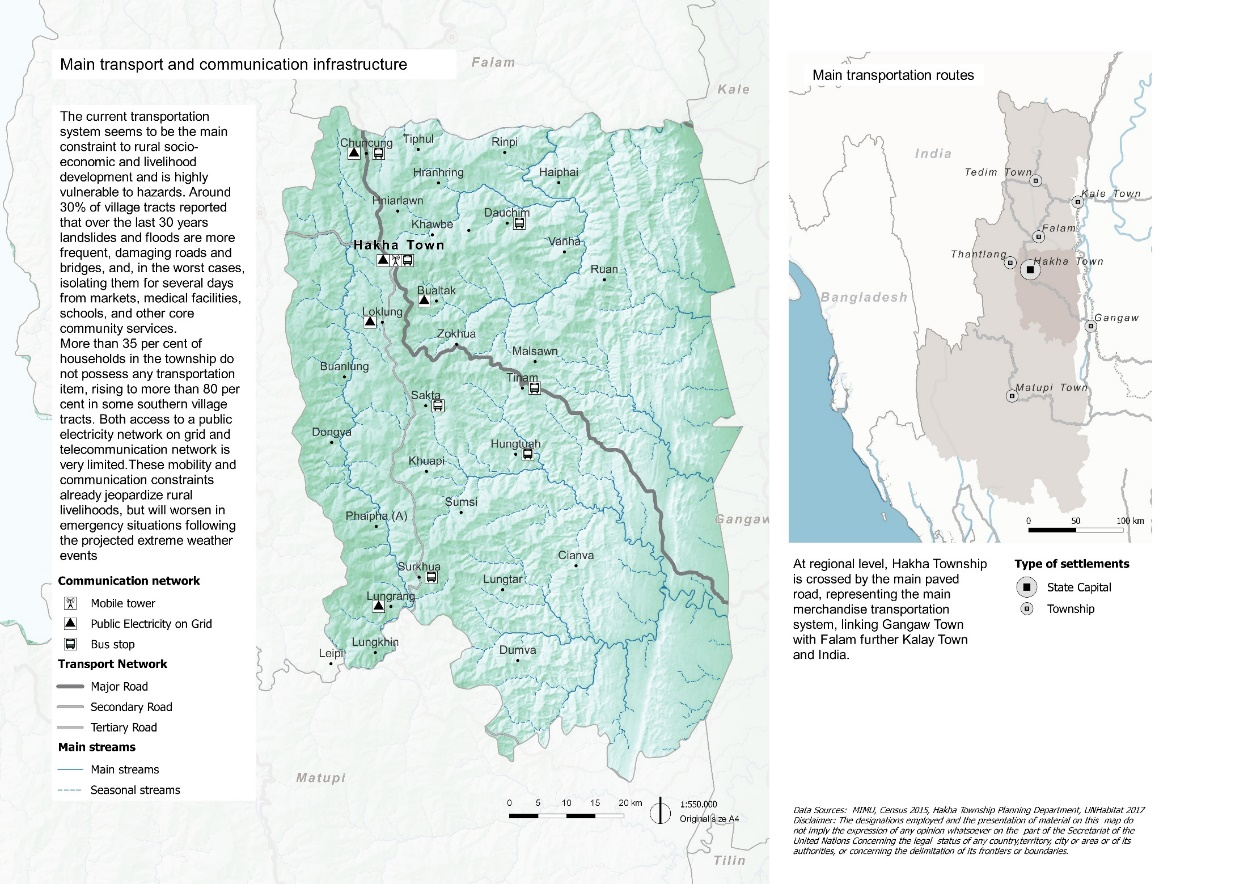 Main transport and communication infrastructure
The current transportation
system seems to be the main
constraint to rural socio-
economic and livelihood
development and is highly
vulnerable to hazards. Around
30% of village tracts reported
that over the last 30 years
landslides and floods are more
frequent, damaging roads and
bridges, and, in the worst cases,
isolating them for several days
from markets, medical facilities,
schools, and other core
community services.
More than 35 per cent of
households in the township do
not possess any transportation
item, rising to more than 80 per
cent in some southern village
tracts. Both access to a public
electricity network on grid and
telecommunication network is
very limited.These mobility and
communication constraints
already jeopardize rural
livelihoods, but will worsen in
emergency situations following
the projected extreme weather
events
Communication network
Mobile tower
Public Electricity on Grid
Bus stop
Transport Network
Major Road
Secondary Road
Tertiary Road
Main streams
Main streams
Seasonal streams
Falam
Kale
Chuncung
Tiphul
Rinpi
Hranhring
Haiphai
Hniarlawn
Dauchim
Khawbe
Hakha Town
Vanha
Ruan
Bualtak
Loklung
Zokhua
Malsawn
Buanlung
Tinam
Sakta
Dongva
Hungtuah
Khuapi
Sumsi
Phaipha (A)
Gangaw
Cianva
Surkhua
Lungtar
Lungrang
Lungkhin
Leipi
Dumva
Matupi
Tilin
0 5 10 15 20 km
1:550.000
Original size A4
Main transportation routes
India
Tedim Town
Kale Town
Falam
Thantlang
Hakha Town
Bangladesh
Gangaw
Matupi Town
0 50 100 km
At regional level, Hakha Township
is crossed by the main paved
road, representing the main
merchandise transportation
system, linking Gangaw Town
with Falam further Kalay Town
and India.
Type of settlements
State Capital
Township
Data Sources: MIMU, Census 2015, Hakha Township Planning Department, UNHabitat 2017
Disclaimer: The designations employed and the presentation of material on this map do
not imply the expression of any opinion whatsoever on the part of the Secretariat of the
United Nations Concerning the legal status of any country,territory, city or area or of its
authorities, or concerning the delimitation of its frontiers or boundaries.